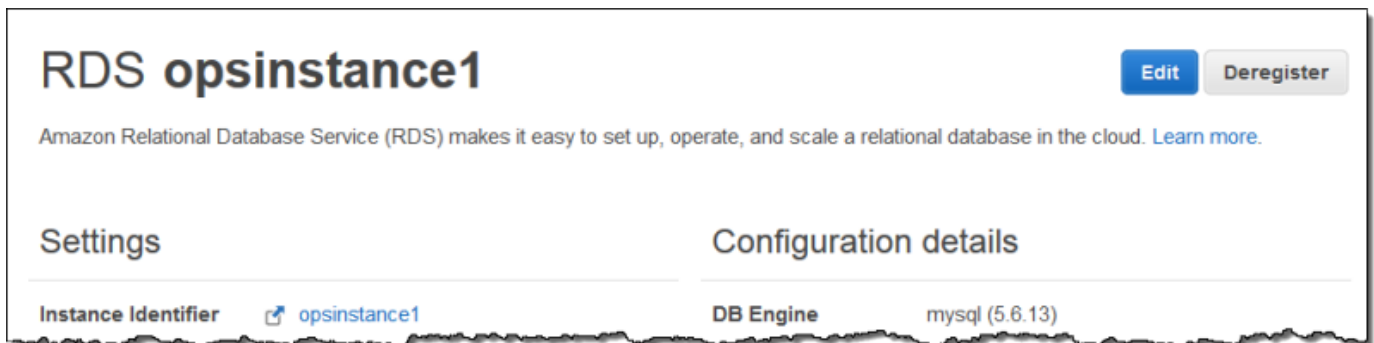 RDS opsinstance1
Edit
Deregister
Amazon Relational Database Service (RDS) makes it easy to set up, operate, and scale a relational database in the cloud. Learn more.
Settings
Configuration details
Instance Identifier opsinstance1
DB Engine mysql (5.6.13)